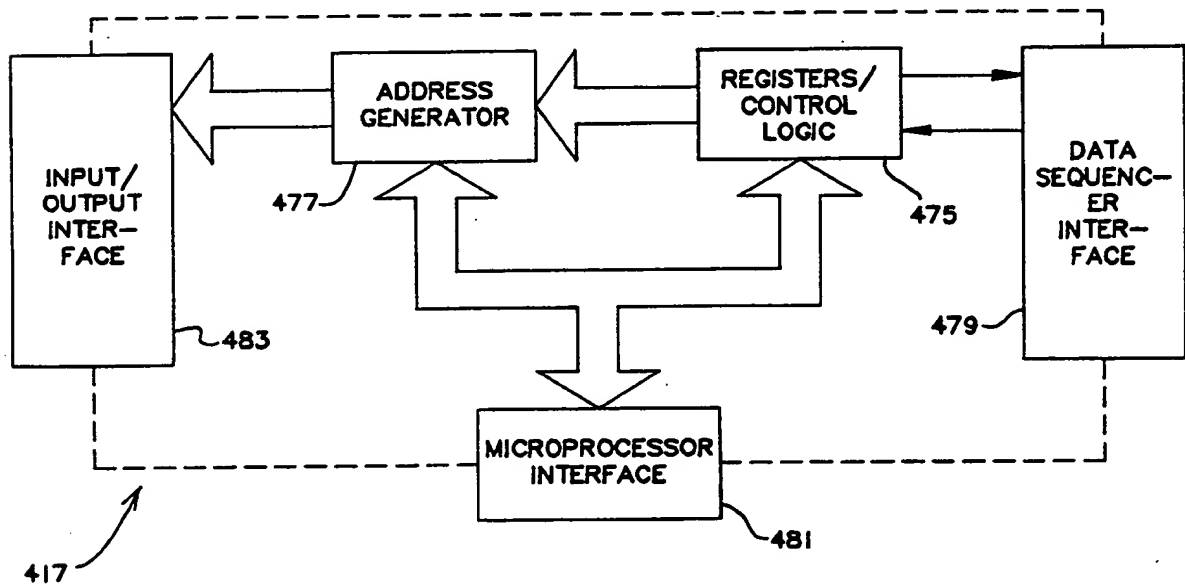 INPUT/
OUTPUT
INTER-
FACE
483
ADDRESS
GENERATOR
477
REGISTERS/
CONTROL
LOGIC
475
DATA
SEQUENC-
ER
INTER-
FACE
479
MICROPROCESSOR
INTERFACE
481
417